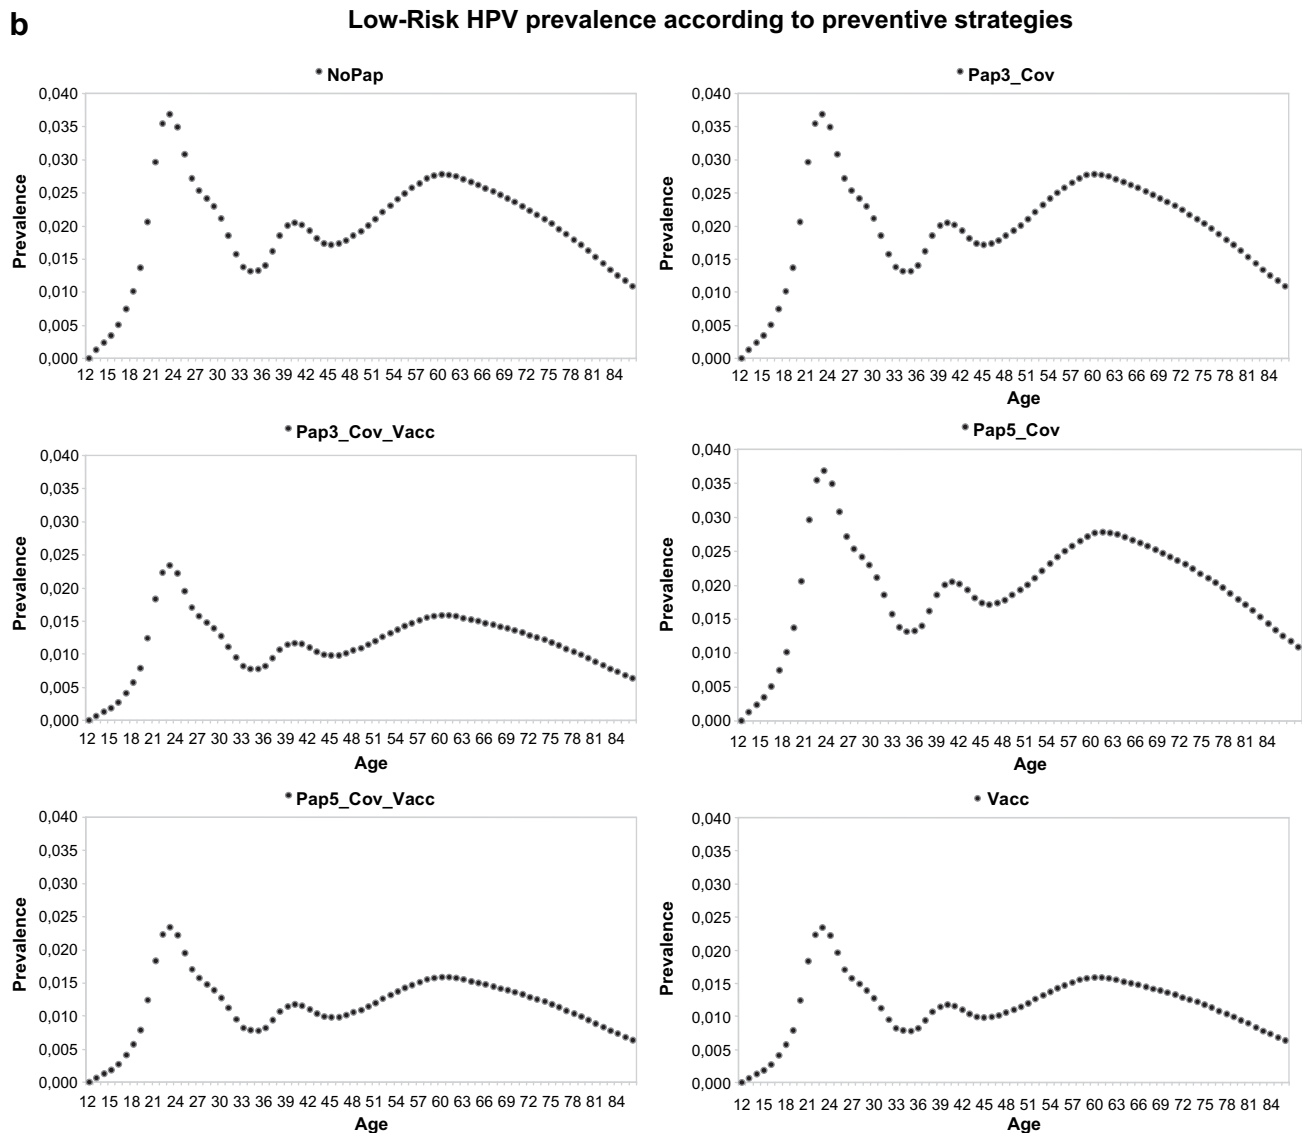 b
Low-Risk HPV prevalence according to preventive strategies
NoPap
0,040
0,035
0,030
0,025
0,020
0,015
0,010
0,005
0,000
Prevalence
12 15 18 21 24 27 30 33 36 39 42 45 48 51 54 57 60 63 66 69 72 75 78 81 84
Pap3_Cov
0,040
0,035
0,030
0,025
0,020
0,015
0,010
0,005
0,000
Prevalence
12 15 18 21 24 27 30 33 36 39 42 45 48 51 54 57 60 63 66 69 72 75 78 81 84
Age
Pap3_Cov_Vacc
0,040
0,035
0,030
0,025
0,020
0,015
0,010
0,005
0,000
Prevalence
12 15 18 21 24 27 30 33 36 39 42 45 48 51 54 57 60 63 66 69 72 75 78 81 84
Age
Pap5_Cov
0,040
0,035
0,030
0,025
0,020
0,015
0,010
0,005
0,000
Prevalence
12 15 18 21 24 27 30 33 36 39 42 45 48 51 54 57 60 63 66 69 72 75 78 81 84
Age
Pap5_Cov_Vacc
0,040
0,035
0,030
0,025
0,020
0,015
0,010
0,005
0,000
Prevalence
12 15 18 21 24 27 30 33 36 39 42 45 48 51 54 57 60 63 66 69 72 75 78 81 84
Age
Vacc
0,040
0,035
0,030
0,025
0,020
0,015
0,010
0,005
0,000
Prevalence
12 15 18 21 24 27 30 33 36 39 42 45 48 51 54 57 60 63 66 69 72 75 78 81 84
Age